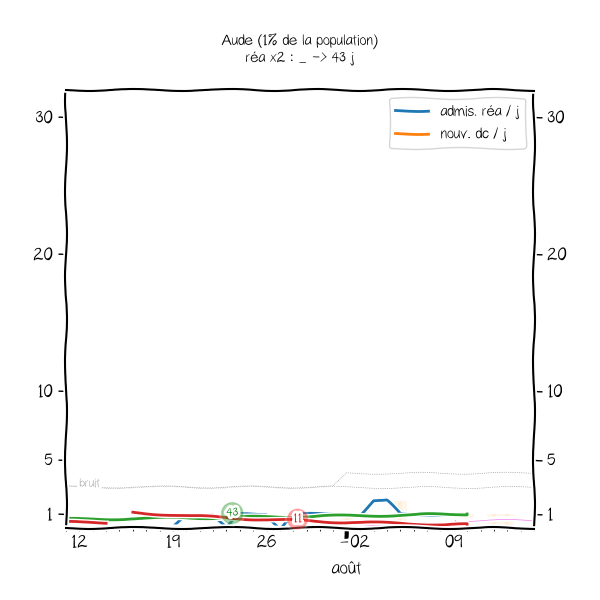 Aude (1% de la population)
réa x2 : _ -> 43 j
admis. réa / j
nouv. dc / j
30
30
20
20
10
10
5
5
bruit
43
11
1
1
12
19
26
02
09
août